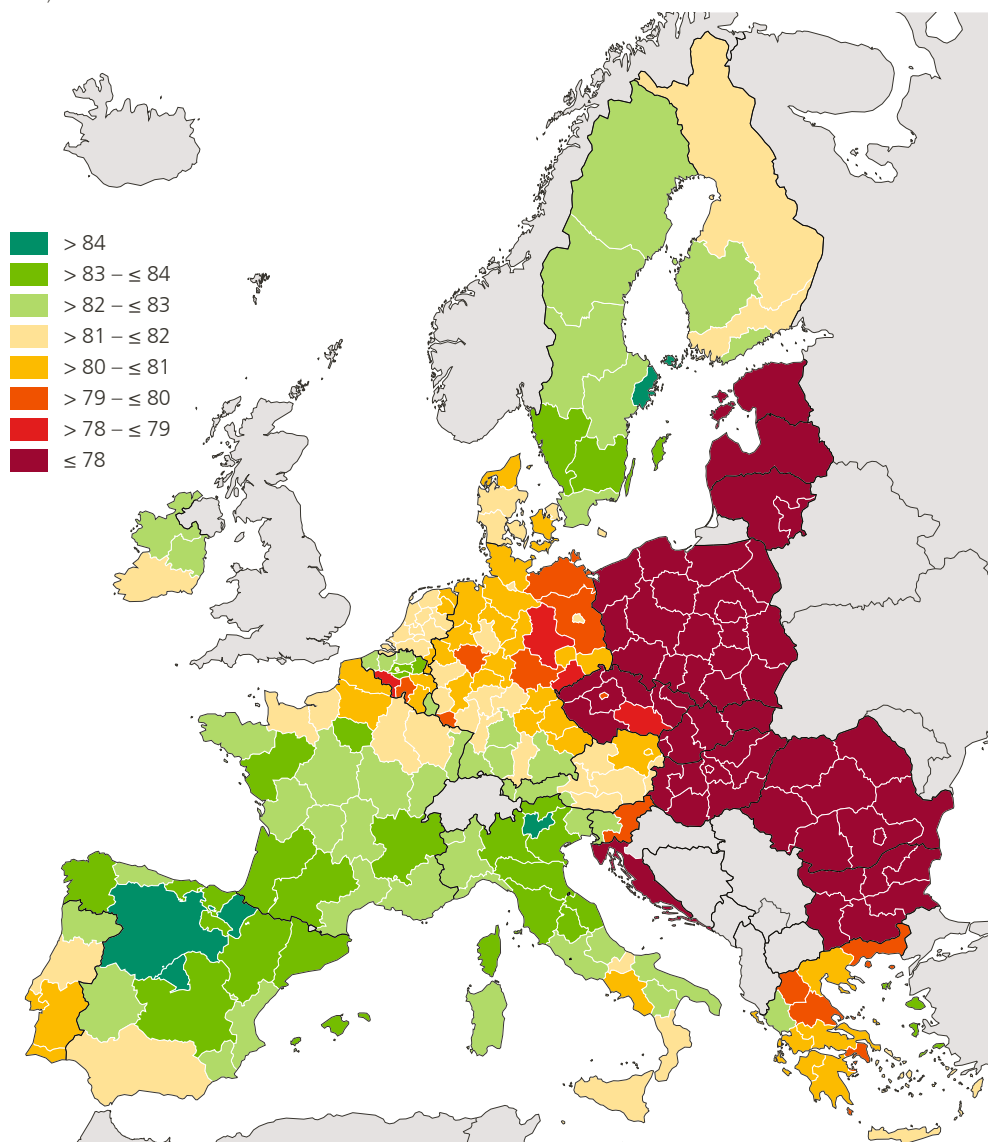 > 84
> 83 – ≤ 84
> 82 – ≤ 83
> 81 – ≤ 82
> 80 – ≤ 81
> 79 – ≤ 80
> 78 – ≤ 79
≤ 78